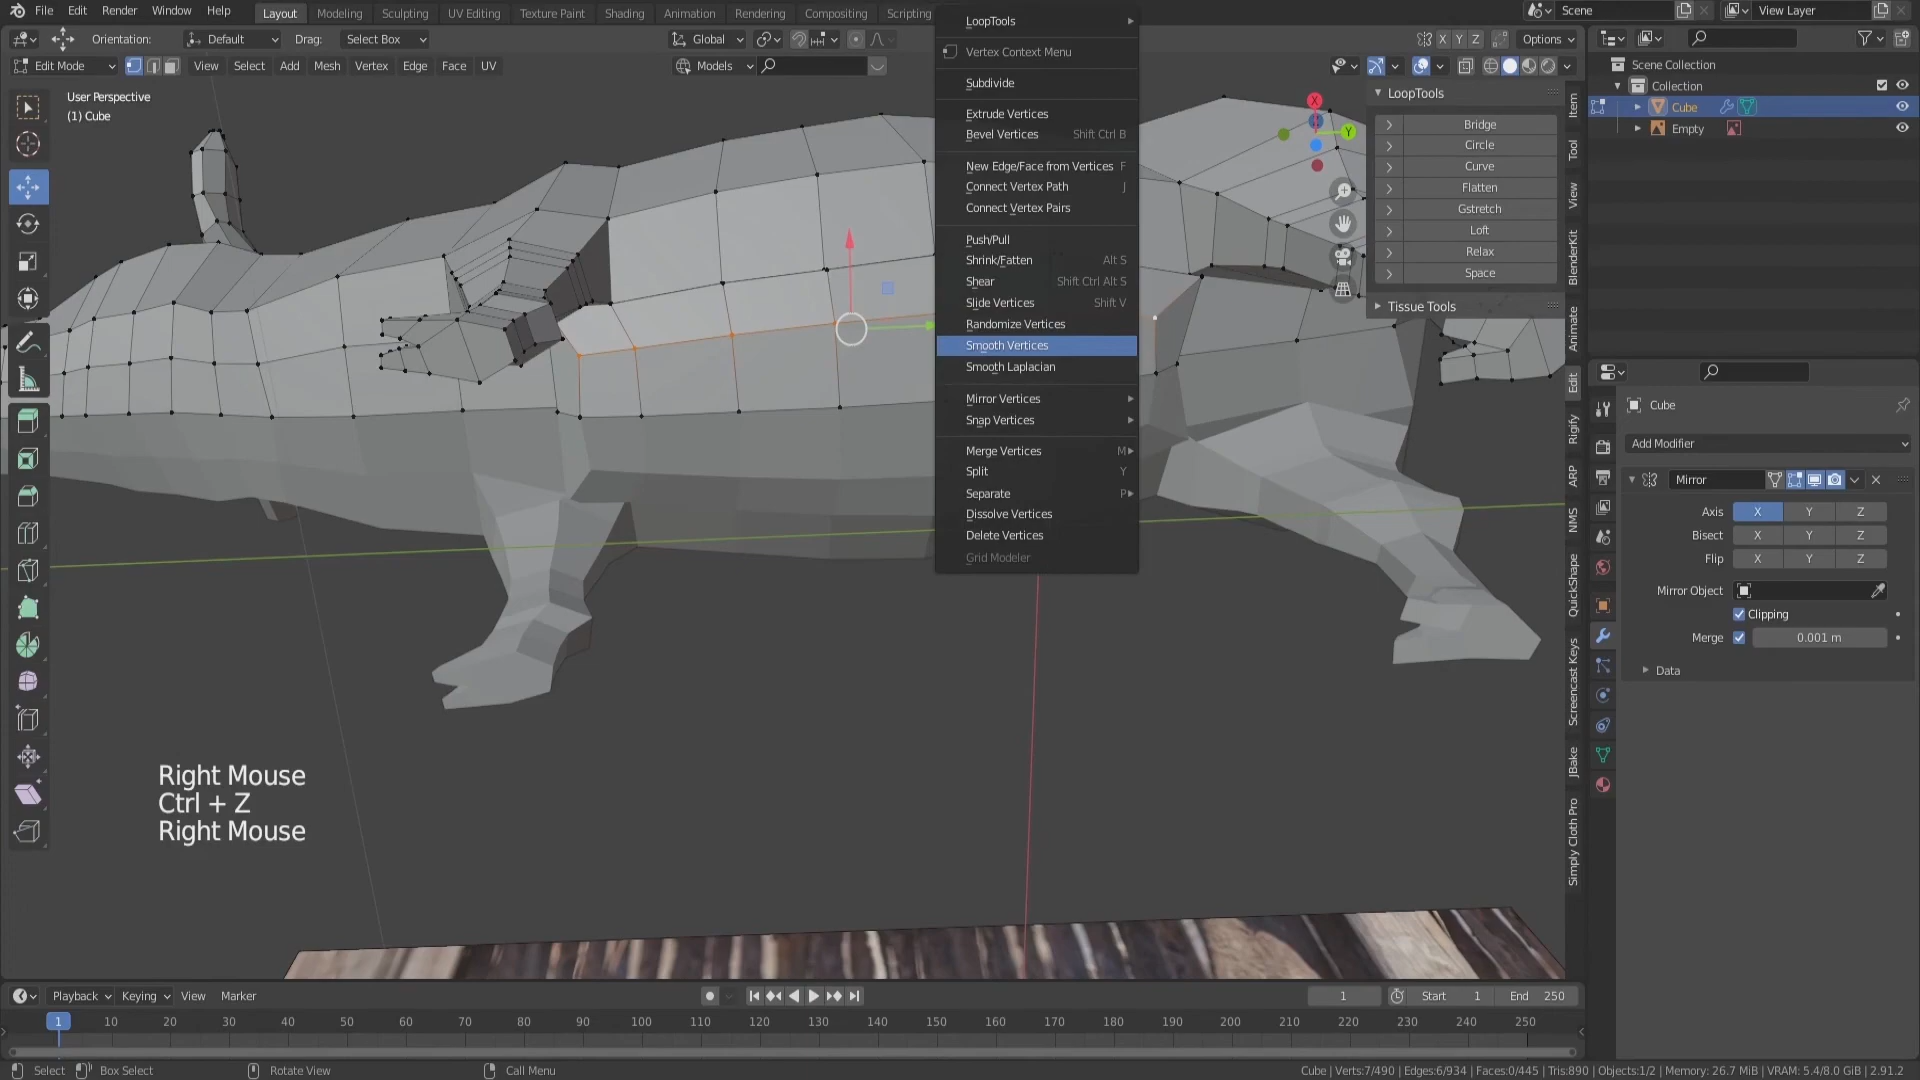 File Edit Render Window Help Layout Modeling Sculpting UV Editing Texture Paint Shading Animation Rendering Compositing Scripting Scene View Layer
Orientation: Default Drag: Select Box Global X Y Z Options
Edit Mode View Select Add Mesh Vertex Edge Face UV Models
User Perspective
(1) Cube
LoopTools
Vertex Context Menu
Subdivide
Extrude Vertices
Bevel Vertices Shift Ctrl B
New Edge/Face from Vertices F
Connect Vertex Path J
Connect Vertex Pairs
Push/Pull
Shrink/Fatten Alt S
Shear Shift Ctrl Alt S
Slide Vertices Shift V
Randomize Vertices
Smooth Vertices
Smooth Laplacian
Mirror Vertices
Snap Vertices
Merge Vertices M
Split Y
Separate P
Dissolve Vertices
Delete Vertices
Grid Modeler
X
Y
LoopTools
Bridge
Circle
Curve
Flatten
Gstretch
Loft
Relax
Space
Tissue Tools
Item
Tool
View
BlenderKit
Animate
Edit
Rigify
ARP
NMS
QuickShape
Screencast Keys
JBake
Simply Cloth Pro
Scene Collection
Collection
Cube
Empty
Cube
Add Modifier
Mirror
Axis X Y Z
Bisect X Y Z
Flip X Y Z
Mirror Object
Clipping
Merge 0.001 m
Data
Right Mouse
Ctrl + Z
Right Mouse
Playback Keying View Marker 1 Start 1 End 250
1 10 20 30 40 50 60 70 80 90 100 110 120 130 140 150 160 170 180 190 200 210 220 230 240 250
Select Box Select Rotate View Call Menu Cube | Verts:7/490 | Edges:6/934 | Faces:0/445 | Tris:890 | Objects:1/2 | Memory: 26.7 MiB | VRAM: 5.4/8.0 GiB | 2.91.2